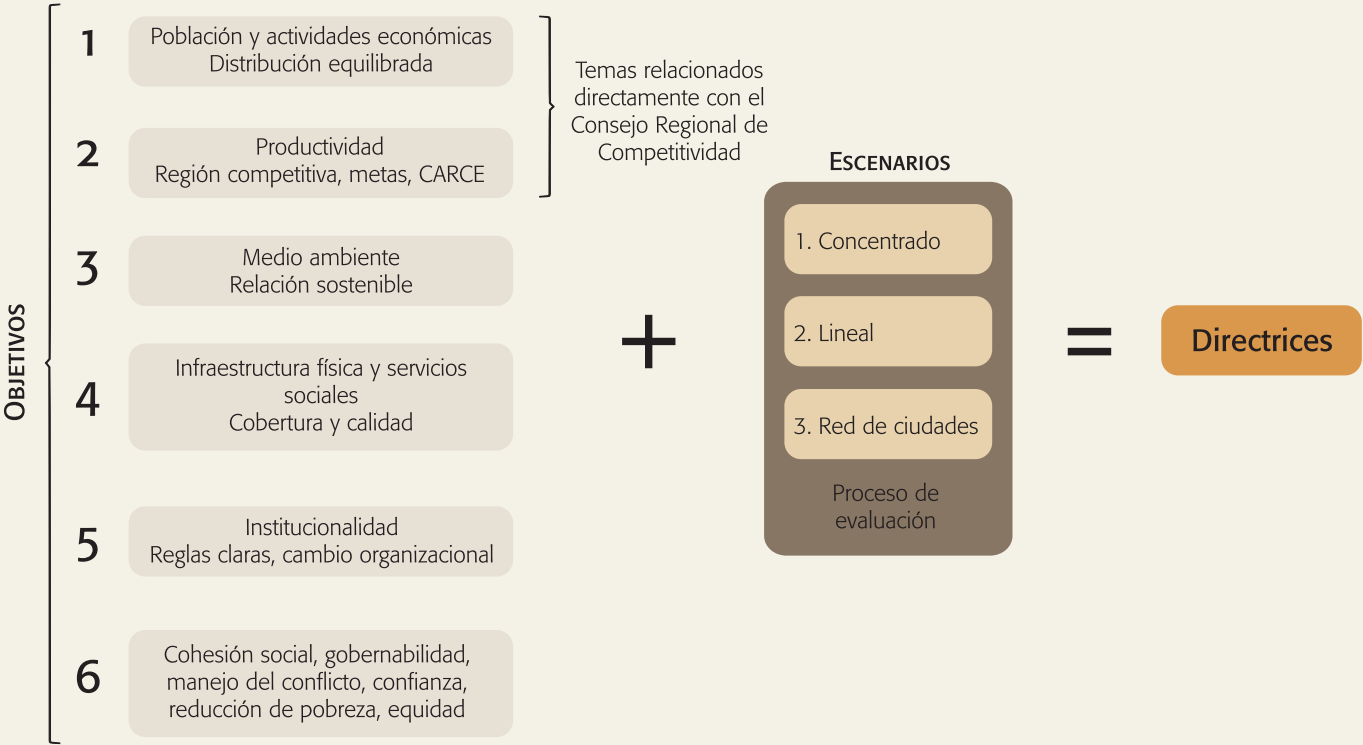 OBJETIVOS
1
Población y actividades económicas
Distribución equilibrada
2
Productividad
Región competitiva, metas, CARCE
3
Medio ambiente
Relación sostenible
4
Infraestructura física y servicios
sociales
Cobertura y calidad
5
Institucionalidad
Reglas claras, cambio organizacional
6
Cohesión social, gobernabilidad,
manejo del conflicto, confianza,
reducción de pobreza, equidad
Temas relacionados
directamente con el
Consejo Regional de
Competitividad
+
ESCENARIOS
1. Concentrado
2. Lineal
3. Red de ciudades
Proceso de
evaluación
=
Directrices